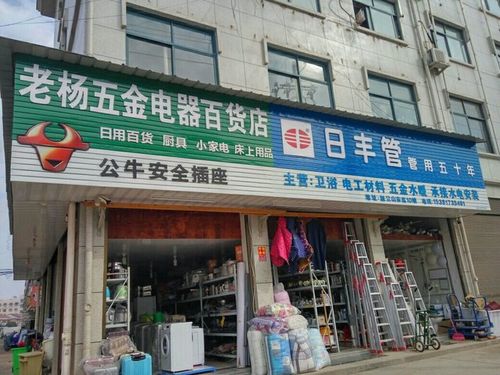 老杨五金电器百货店
日用百货 厨具 小家电 床上用品
公牛安全插座
日丰管 管用五十年
主营:卫浴 电工材料 五金水暖 承接水电安装